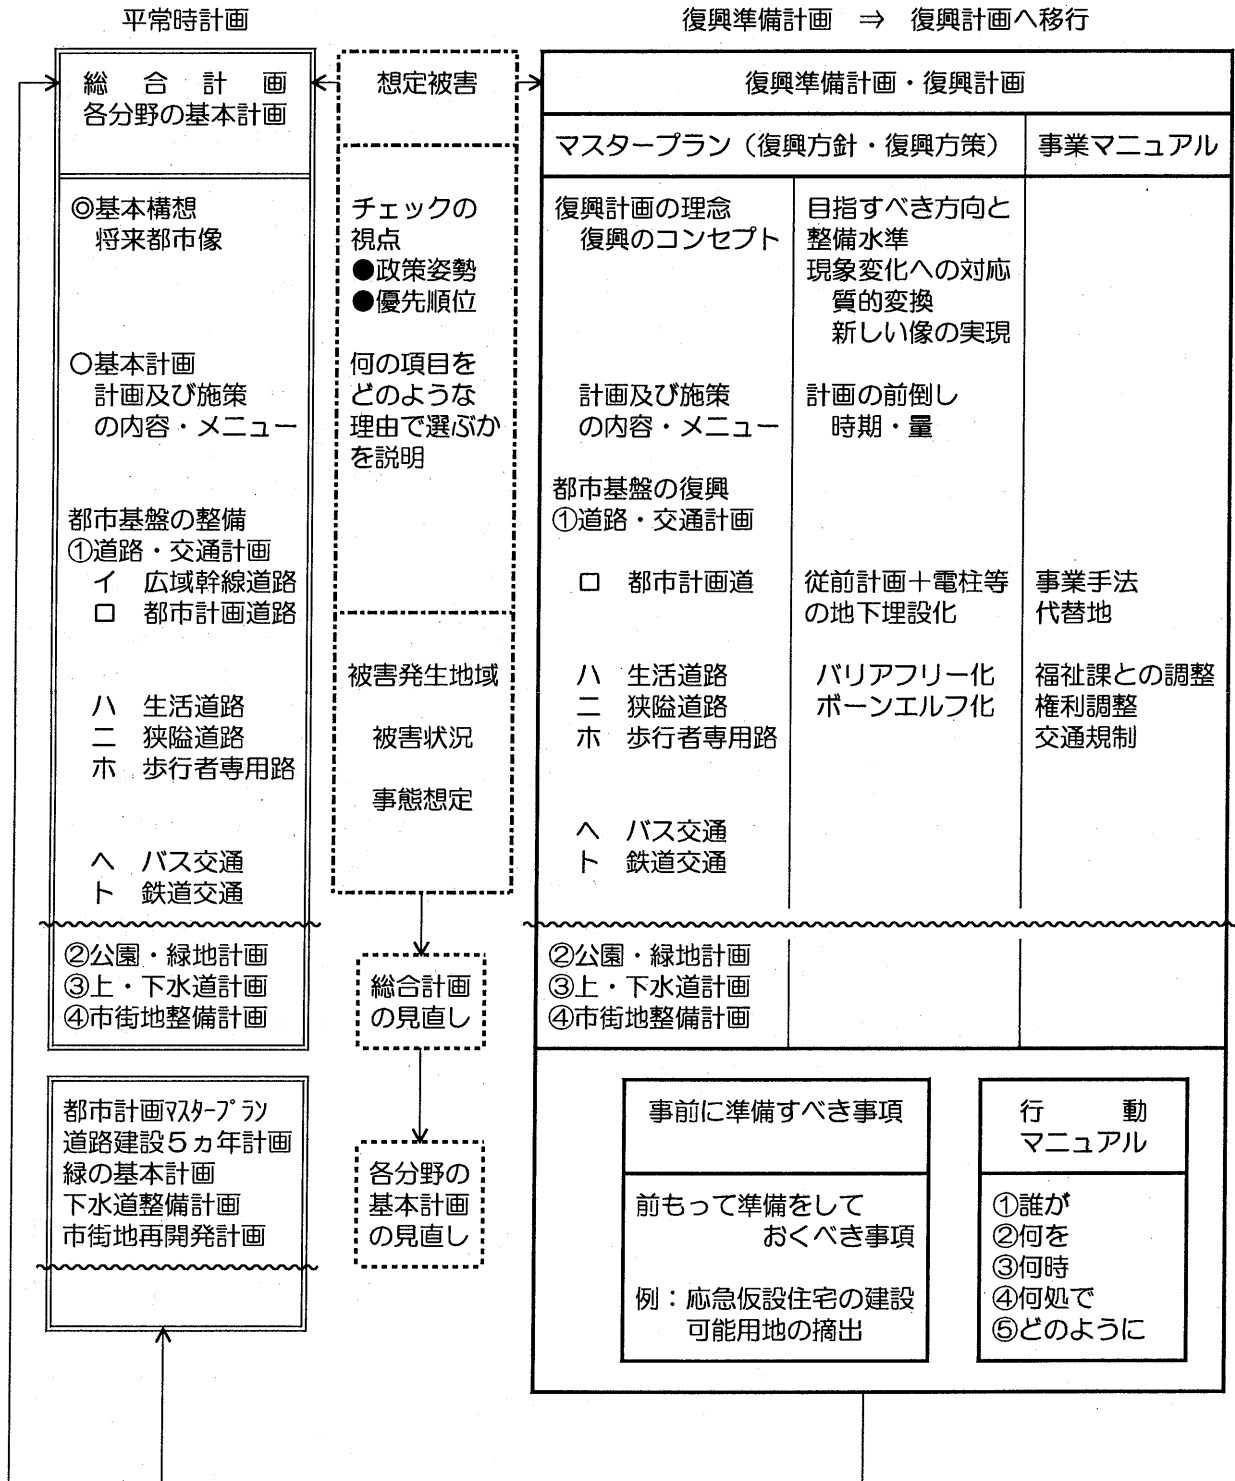 平常時計画
復興準備計画 ⇒ 復興計画へ移行
総合計画
各分野の基本計画
◎基本構想
将来都市像
○基本計画
計画及び施策
の内容・メニュー
都市基盤の整備
①道路・交通計画
イ 広域幹線道路
ロ 都市計画道路
ハ 生活道路
ニ 狭隘道路
ホ 歩行者専用路
ヘ バス交通
ト 鉄道交通
②公園・緑地計画
③上・下水道計画
④市街地整備計画
都市計画マスタープラン
道路建設5ヵ年計画
緑の基本計画
下水道整備計画
市街地再開発計画
想定被害
チェックの
視点
●政策姿勢
●優先順位
何の項目を
どのような
理由で選ぶか
を説明
被害発生地域
被害状況
事態想定
総合計画
の見直し
各分野の
基本計画
の見直し
復興準備計画・復興計画
マスタープラン（復興方針・復興方策）
事業マニュアル
復興計画の理念
復興のコンセプト
計画及び施策
の内容・メニュー
都市基盤の復興
①道路・交通計画
ロ 都市計画道
ハ 生活道路
ニ 狭隘道路
ホ 歩行者専用路
ヘ バス交通
ト 鉄道交通
②公園・緑地計画
③上・下水道計画
④市街地整備計画
目指すべき方向と
整備水準
現象変化への対応
質的変換
新しい像の実現
計画の前倒し
時期・量
従前計画＋電柱等
の地下埋設化
バリアフリー化
ボーンエルフ化
事業手法
代替地
福祉課との調整
権利調整
交通規制
事前に準備すべき事項
前もって準備をして
おくべき事項
例：応急仮設住宅の建設
可能用地の摘出
行動
マニュアル
①誰が
②何を
③何時
④何処で
⑤どのように